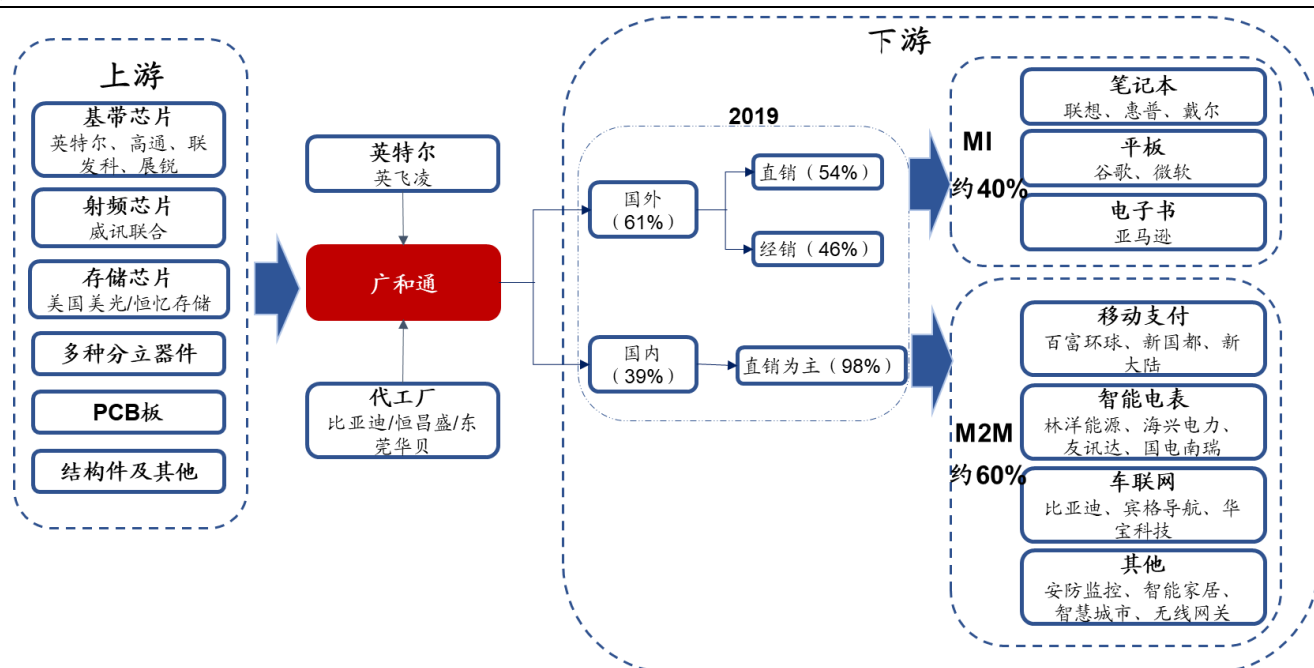 上游
基带芯片
英特尔、高通、联
发科、展锐
射频芯片
威讯联合
存储芯片
美国美光/恒忆存储
多种分立器件
PCB板
结构件及其他
英特尔
英飞凌
广和通
代工厂
比亚迪/恒昌盛/东
莞华贝
下游
2019
国外
（61%）
直销（54%）
经销（46%）
国内
（39%）
直销为主（98%）
MI
约40%
笔记本
联想、惠普、戴尔
平板
谷歌、微软
电子书
亚马逊
M2M
约60%
移动支付
百富环球、新国都、新
大陆
智能电表
林洋能源、海兴电力、
友讯达、国电南瑞
车联网
比亚迪、宾格导航、华
宝科技
其他
安防监控、智能家居、
智慧城市、无线网关